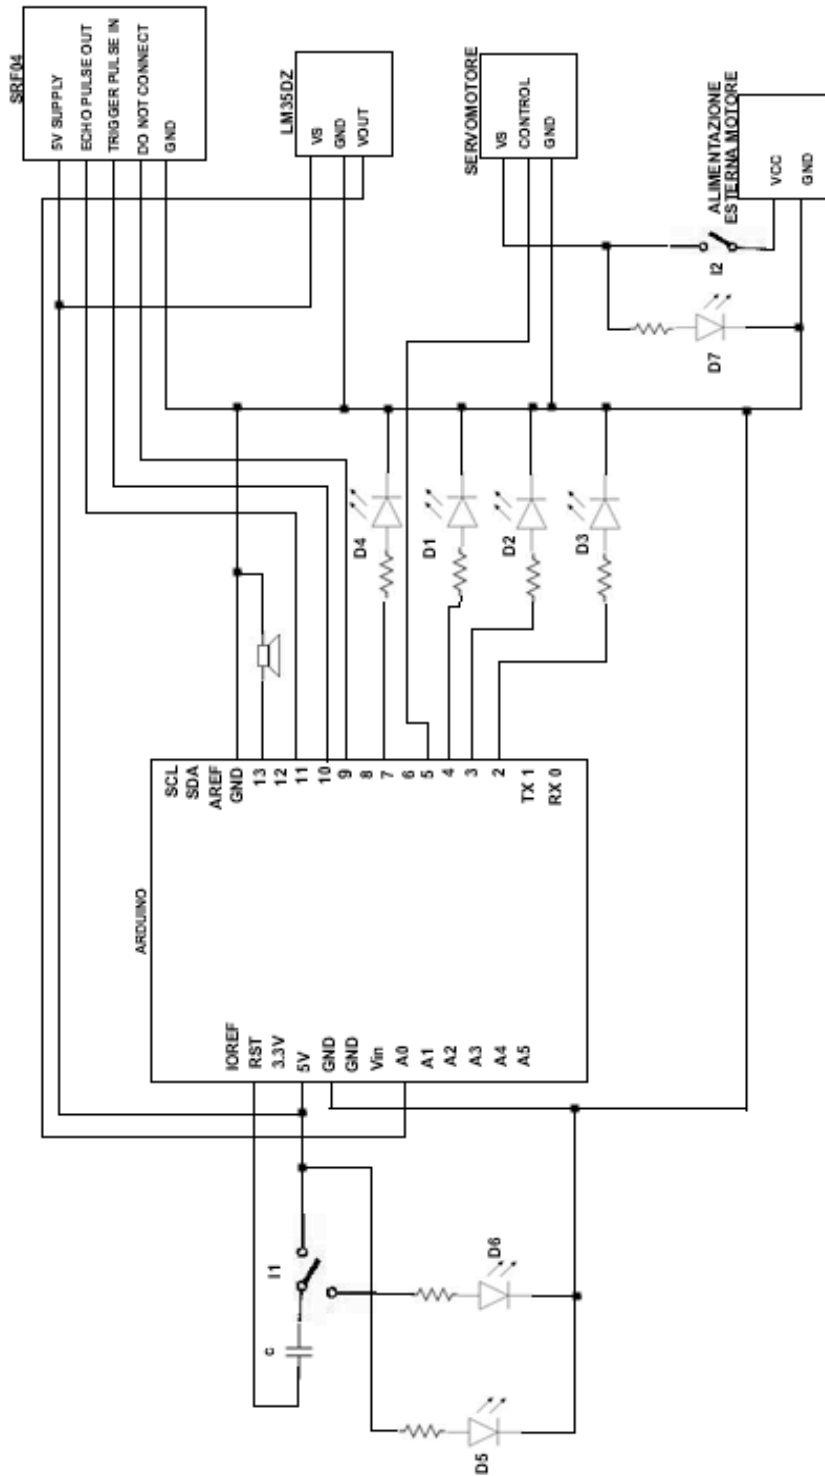 SRF04
5V SUPPLY
ECHO PULSE OUT
TRIGGER PULSE IN
DO NOT CONNECT
GND
LM35DZ
VS
GND
VOUT
SERVOMOTORE
VS
CONTROL
GND
ALIMENTAZIONE
ESTERNA MOTORE
VCC
GND
I2
D7
D4
D1
D2
D3
ARDUINO
SCL
SDA
AREF
GND
13
12
11
10
9
8
7
6
5
4
3
2
TX 1
RX 0
IOREF
RST
3.3V
5V
GND
GND
Vin
A0
A1
A2
A3
A4
A5
I1
C
D6
D5